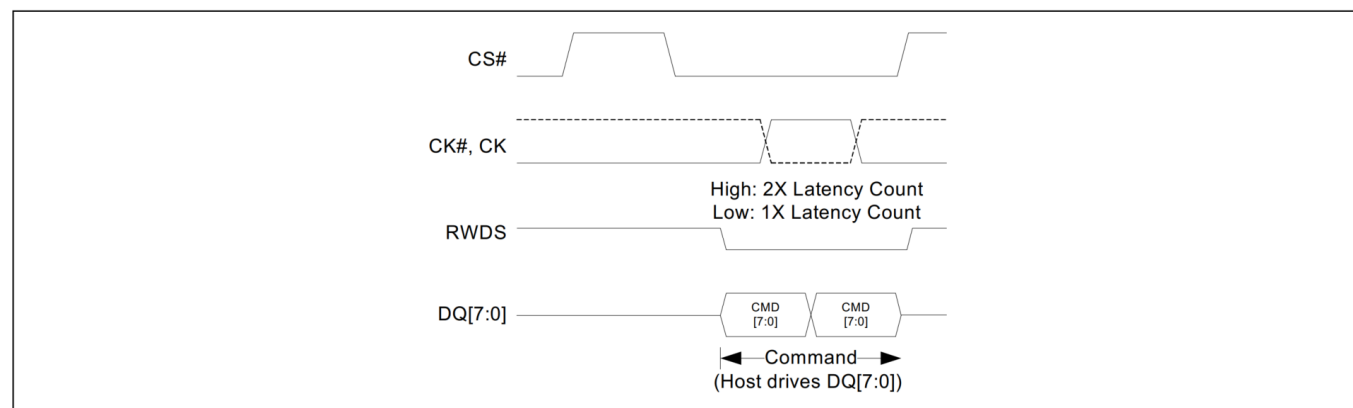 CS#
CK#, CK
High: 2X Latency Count
Low: 1X Latency Count
RWDS
DQ[7:0]
CMD
[7:0]
CMD
[7:0]
Command
(Host drives DQ[7:0])